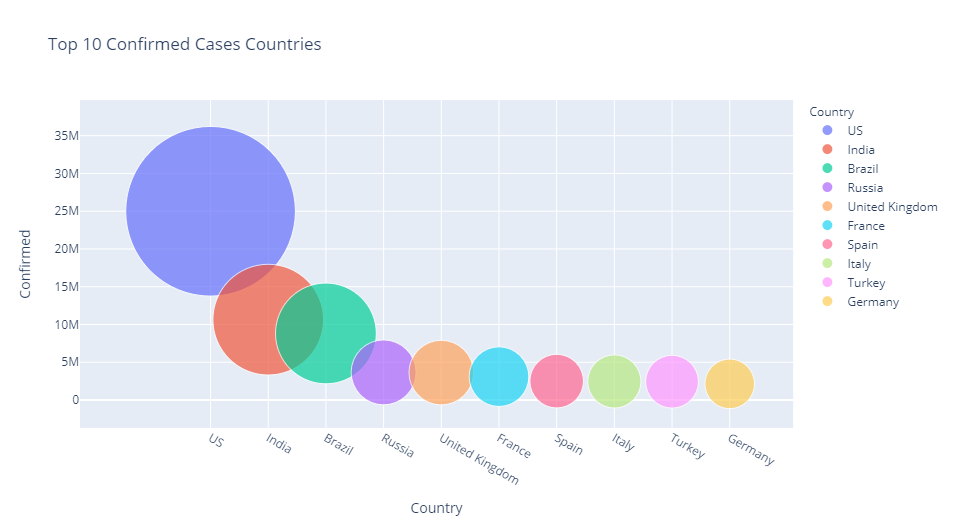 Top 10 Confirmed Cases Countries
Country
US
India
Brazil
Russia
United Kingdom
France
Spain
Italy
Turkey
Germany
35M
30M
25M
20M
15M
10M
5M
0
Confirmed
US
India
Brazil
Russia
United Kingdom
France
Spain
Italy
Turkey
Germany
Country